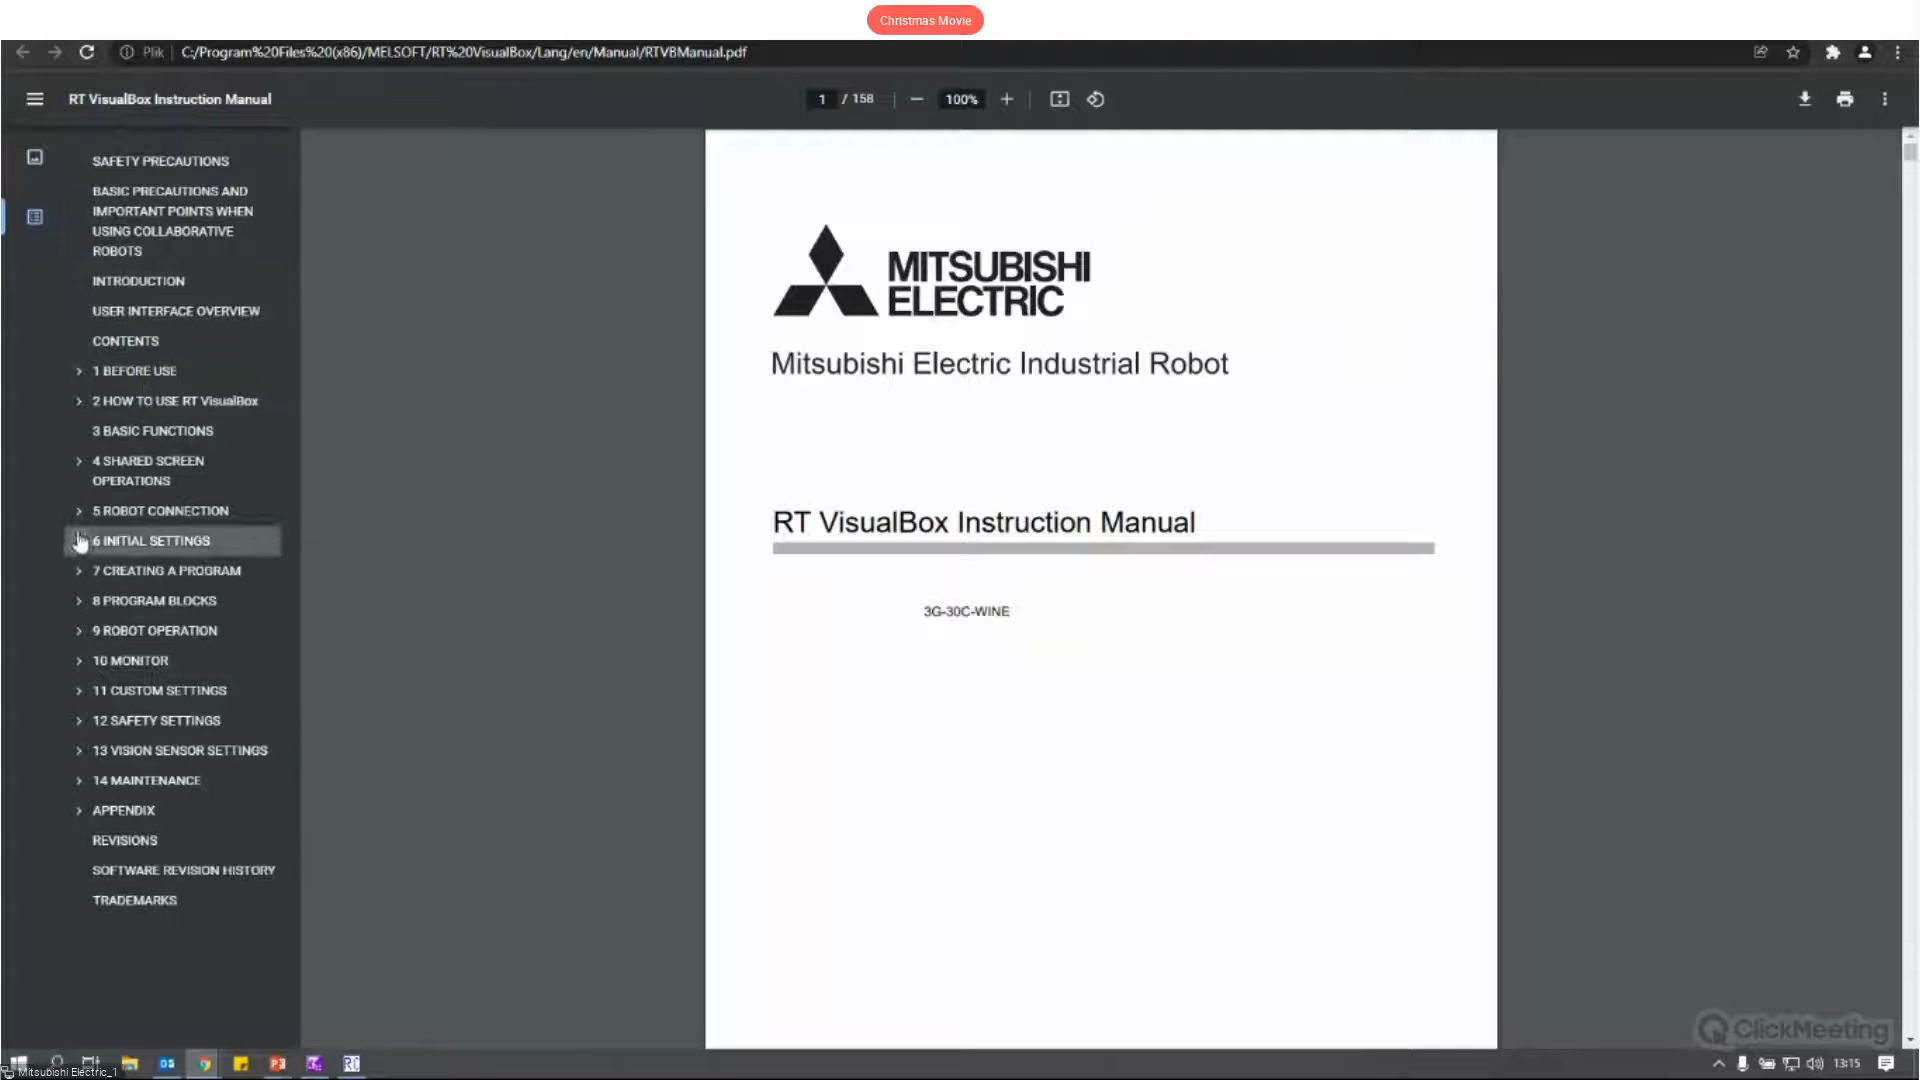 Christmas Movie
Plik | C:/Program%20Files%20(x86)/MELSOFT/RT%20VisualBox/Lang/en/Manual/RTVBManual.pdf
RT VisualBox Instruction Manual
1 / 158
100%
SAFETY PRECAUTIONS
BASIC PRECAUTIONS AND
IMPORTANT POINTS WHEN
USING COLLABORATIVE
ROBOTS
INTRODUCTION
USER INTERFACE OVERVIEW
CONTENTS
1 BEFORE USE
2 HOW TO USE RT VisualBox
3 BASIC FUNCTIONS
4 SHARED SCREEN
OPERATIONS
5 ROBOT CONNECTION
6 INITIAL SETTINGS
7 CREATING A PROGRAM
8 PROGRAM BLOCKS
9 ROBOT OPERATION
10 MONITOR
11 CUSTOM SETTINGS
12 SAFETY SETTINGS
13 VISION SENSOR SETTINGS
14 MAINTENANCE
APPENDIX
REVISIONS
SOFTWARE REVISION HISTORY
TRADEMARKS
MITSUBISHI
ELECTRIC
Mitsubishi Electric Industrial Robot
RT VisualBox Instruction Manual
3G-30C-WINE
ClickMeeting
13:15
Mitsubishi Electric_1